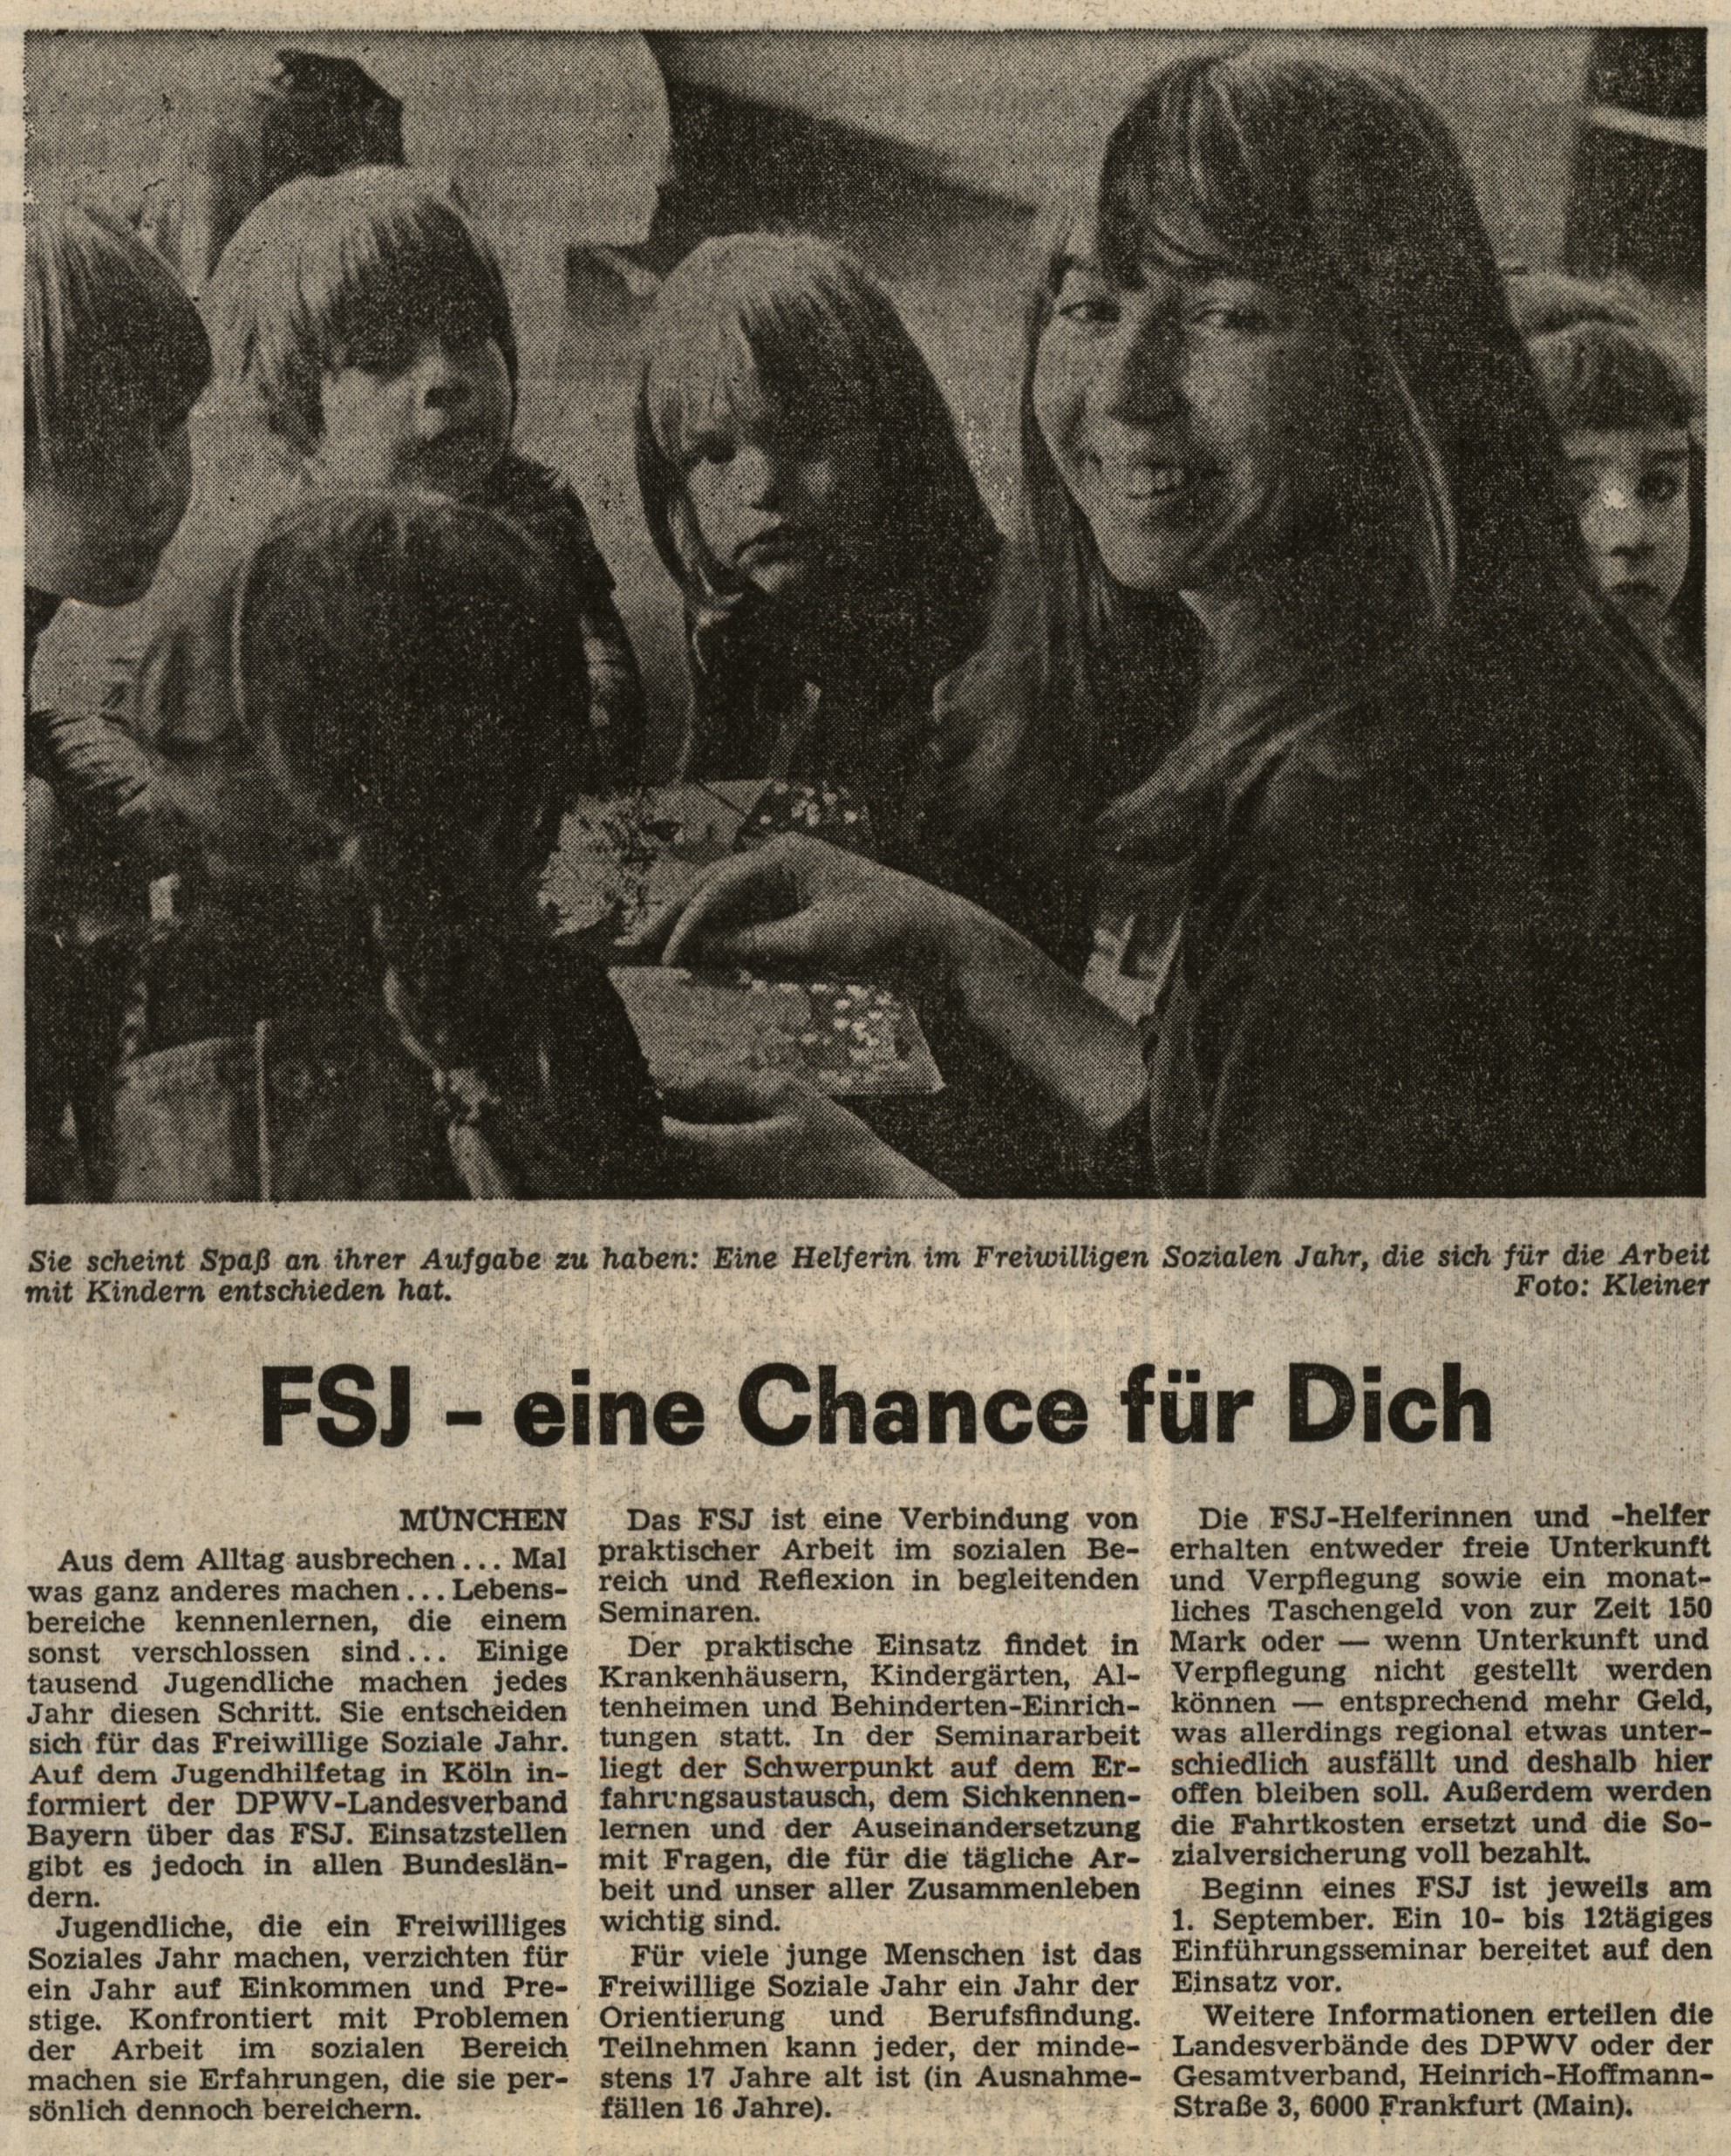 Sie scheint Spaß an ihrer Aufgabe zu haben: Eine Helferin im Freiwilligen Sozialen Jahr, die sich für die Arbeit
mit Kindern entschieden hat. Foto: Kleiner
FSJ - eine Chance für Dich
MÜNCHEN
Aus dem Alltag ausbrechen... Mal
was ganz anderes machen... Lebens-
bereiche kennenlernen, die einem
sonst verschlossen sind... Einige
tausend Jugendliche machen jedes
Jahr diesen Schritt. Sie entscheiden
sich für das Freiwillige Soziale Jahr.
Auf dem Jugendhilfetag in Köln in-
formiert der DPWV-Landesverband
Bayern über das FSJ. Einsatzstellen
gibt es jedoch in allen Bundeslän-
dern.
Jugendliche, die ein Freiwilliges
Soziales Jahr machen, verzichten für
ein Jahr auf Einkommen und Pre-
stige. Konfrontiert mit Problemen
der Arbeit im sozialen Bereich
machen sie Erfahrungen, die sie per-
sönlich dennoch bereichern.
Das FSJ ist eine Verbindung von
praktischer Arbeit im sozialen Be-
reich und Reflexion in begleitenden
Seminaren.
Der praktische Einsatz findet in
Krankenhäusern, Kindergärten, Al-
tenheimen und Behinderten-Einrich-
tungen statt. In der Seminararbeit
liegt der Schwerpunkt auf dem Er-
fahrungsaustausch, dem Sichkennen-
lernen und der Auseinandersetzung
mit Fragen, die für die tägliche Ar-
beit und unser aller Zusammenleben
wichtig sind.
Für viele junge Menschen ist das
Freiwillige Soziale Jahr ein Jahr der
Orientierung und Berufsfindung.
Teilnehmen kann jeder, der minde-
stens 17 Jahre alt ist (in Ausnahme-
fällen 16 Jahre).
Die FSJ-Helferinnen und -helfer
erhalten entweder freie Unterkunft
und Verpflegung sowie ein monat-
liches Taschengeld von zur Zeit 150
Mark oder — wenn Unterkunft und
Verpflegung nicht gestellt werden
können — entsprechend mehr Geld,
was allerdings regional etwas unter-
schiedlich ausfällt und deshalb hier
offen bleiben soll. Außerdem werden
die Fahrtkosten ersetzt und die So-
zialversicherung voll bezahlt.
Beginn eines FSJ ist jeweils am
1. September. Ein 10- bis 12tägiges
Einführungsseminar bereitet auf den
Einsatz vor.
Weitere Informationen erteilen die
Landesverbände des DPWV oder der
Gesamtverband, Heinrich-Hoffmann-
Straße 3, 6000 Frankfurt (Main).